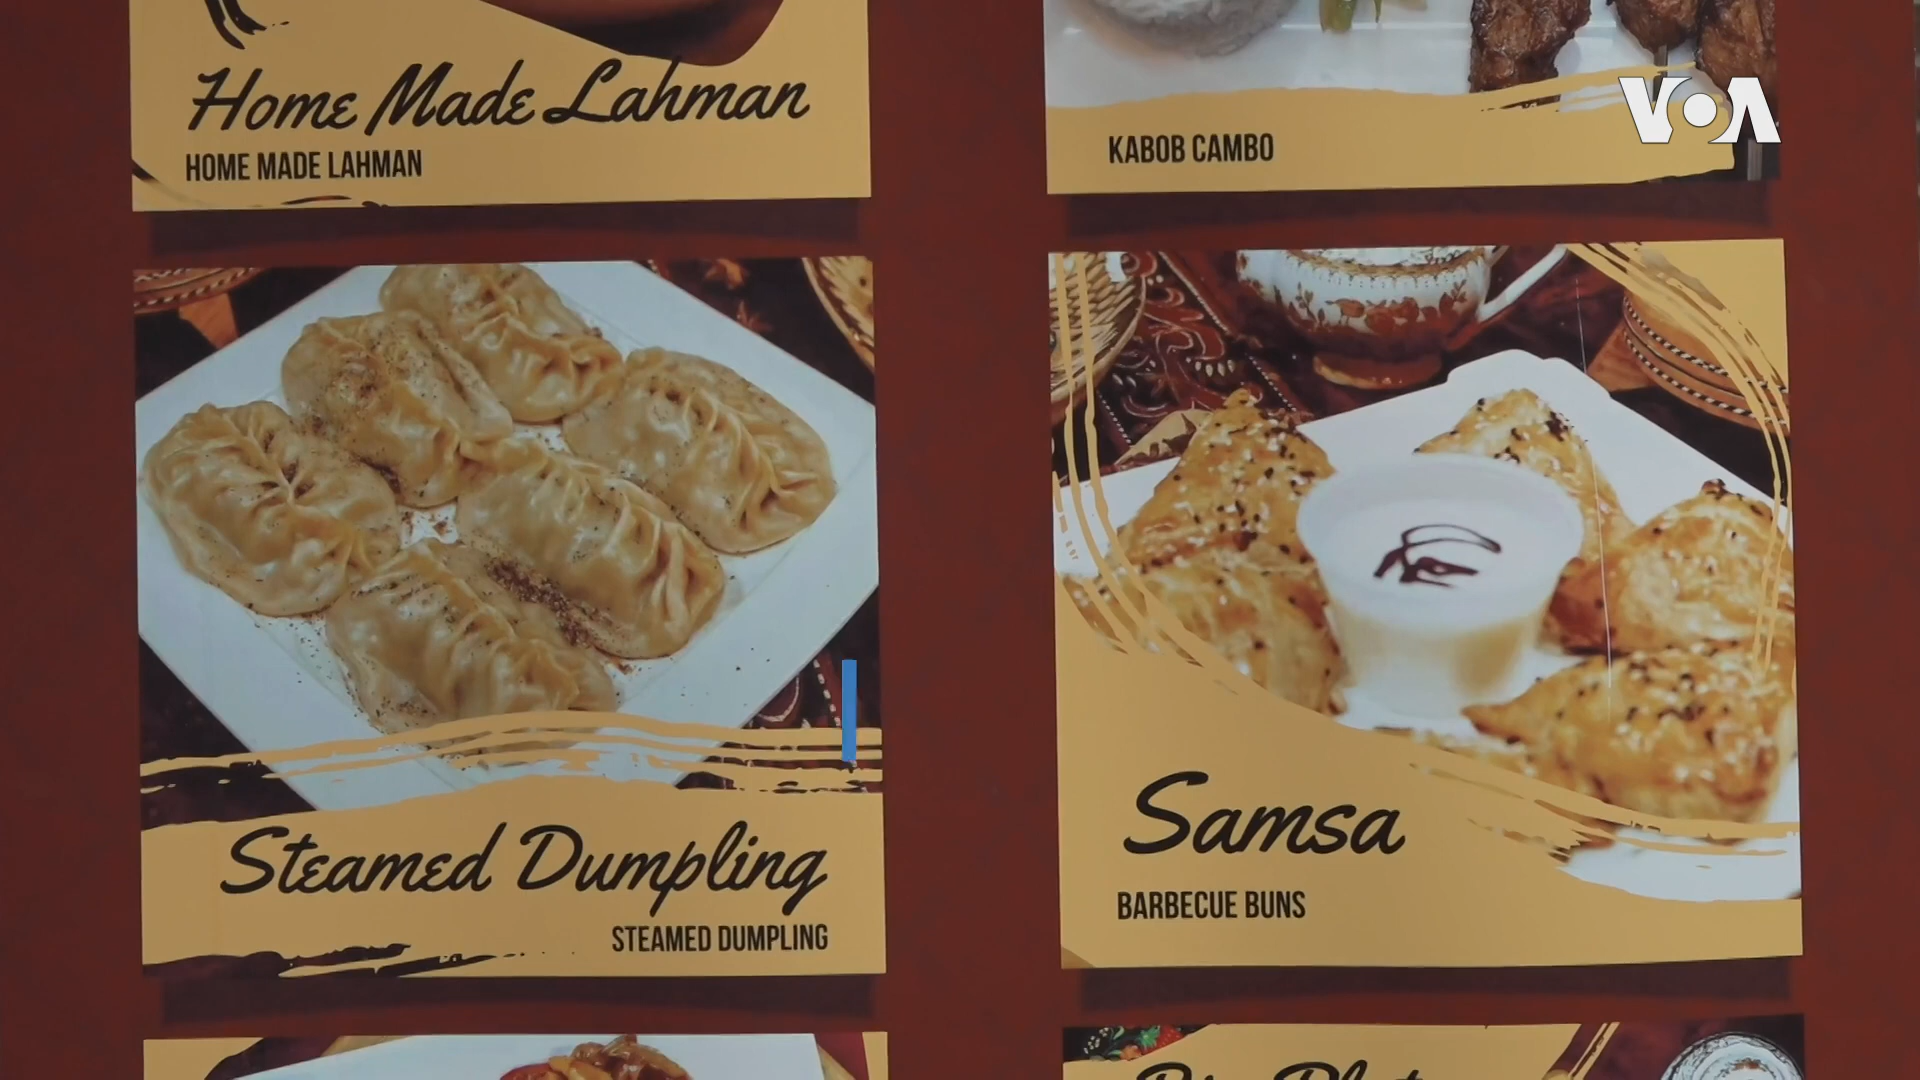 Home Made Lahman
HOME MADE LAHMAN
KABOB CAMBO
VOA
Steamed Dumpling
STEAMED DUMPLING
Samsa
BARBECUE BUNS